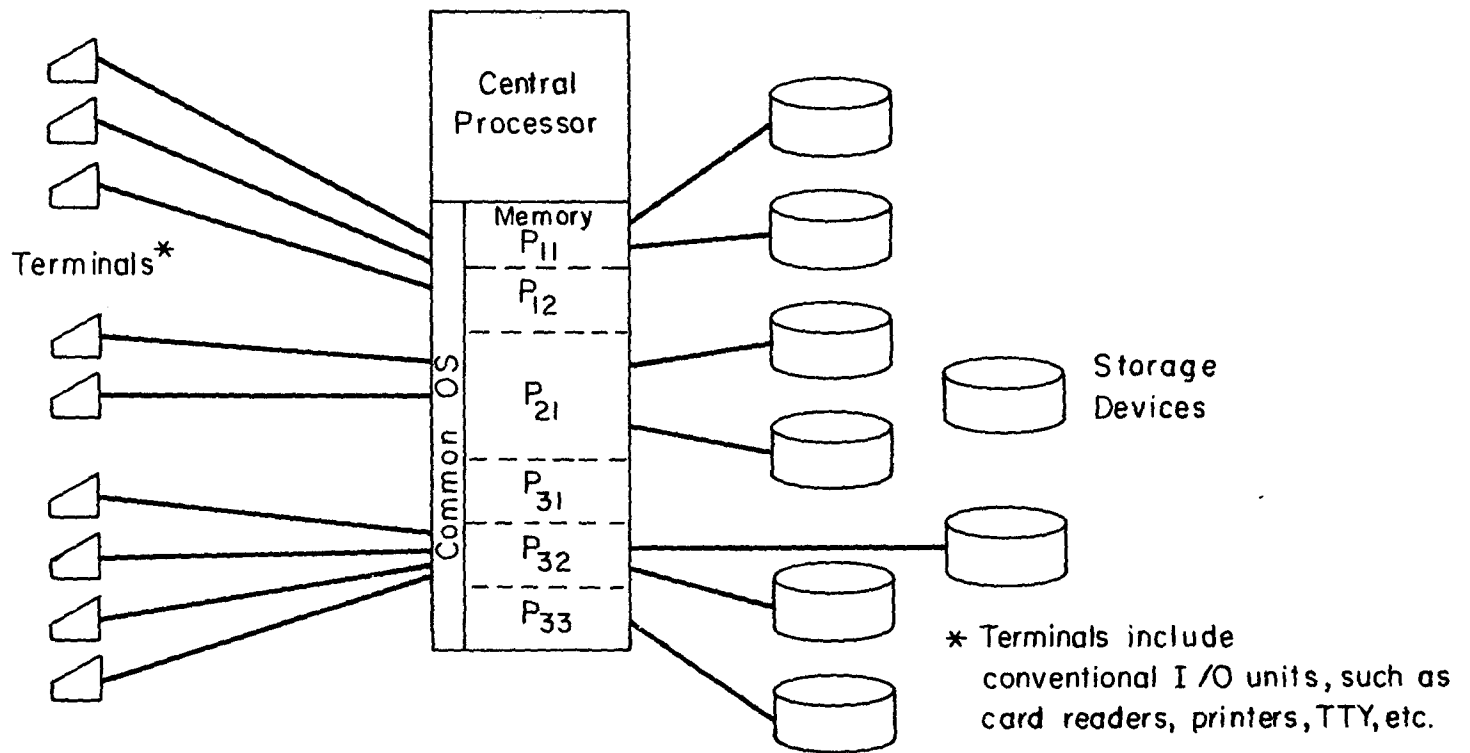 Central
Processor
Memory
P11
P12
P21
P31
P32
P33
Common OS
Terminals*
Storage
Devices
* Terminals include
conventional I/O units, such as
card readers, printers, TTY, etc.